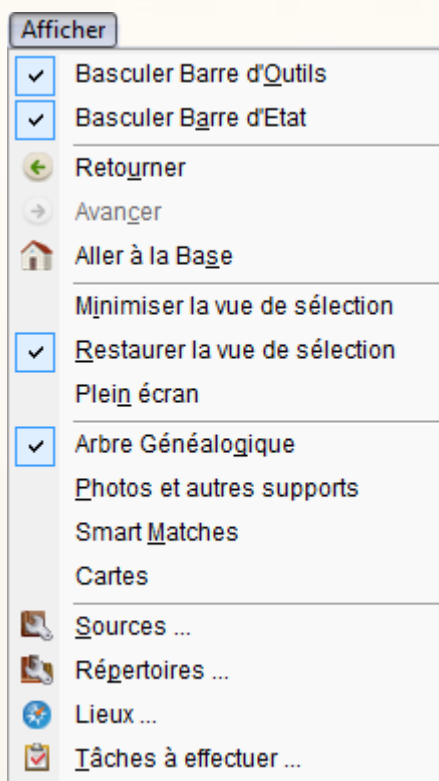 Afficher
Basculer Barre d'Outils
Basculer Barre d'Etat
Retourner
Avançer
Aller à la Base
Minimiser la vue de sélection
Restaurer la vue de sélection
Plein écran
Arbre Généalogique
Photos et autres supports
Smart Matches
Cartes
Sources ...
Répertoires ...
Lieux ...
Tâches à effectuer ...